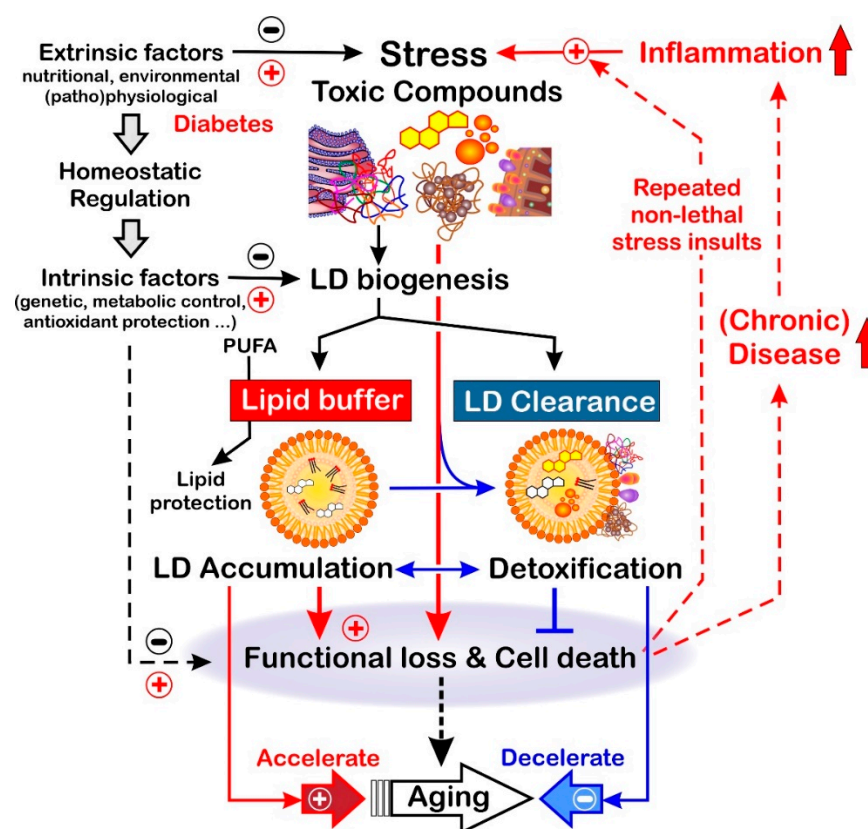 Extrinsic factors
nutritional, environmental
(patho)physiological
Diabetes
Stress
Toxic Compounds
Inflammation
Homeostatic
Regulation
Repeated
non-lethal
stress insults
Intrinsic factors
(genetic, metabolic control,
antioxidant protection ...)
LD biogenesis
(Chronic)
Disease
PUFA
Lipid buffer
LD Clearance
Lipid
protection
LD Accumulation
Detoxification
Functional loss & Cell death
Accelerate
Decelerate
Aging